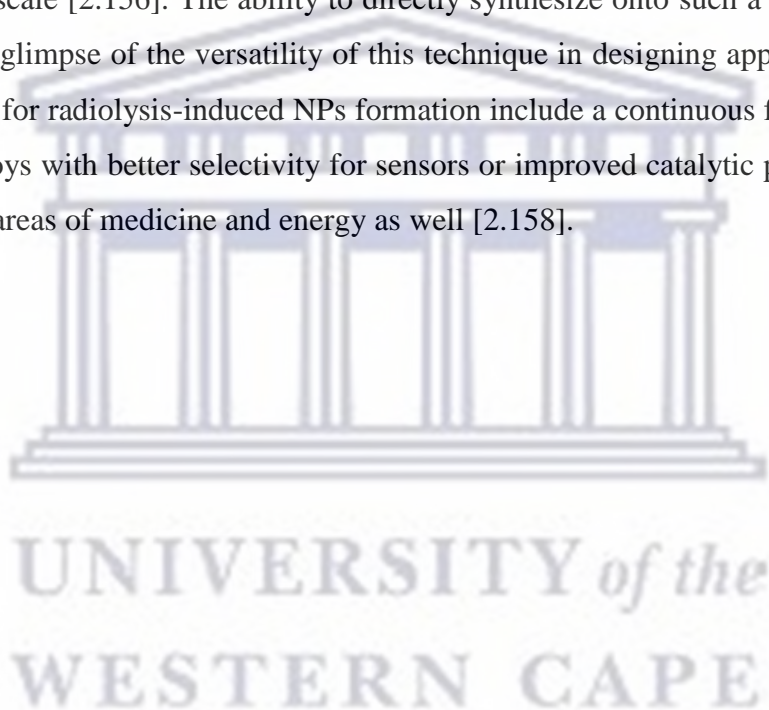 scale [2.156]. The ability to directly synthesize onto such a
glimpse of the versatility of this technique in designing app
for radiolysis-induced NPs formation include a continuous f
oys with better selectivity for sensors or improved catalytic p
areas of medicine and energy as well [2.158].
UNIVERSITY of the
WESTERN CAPE